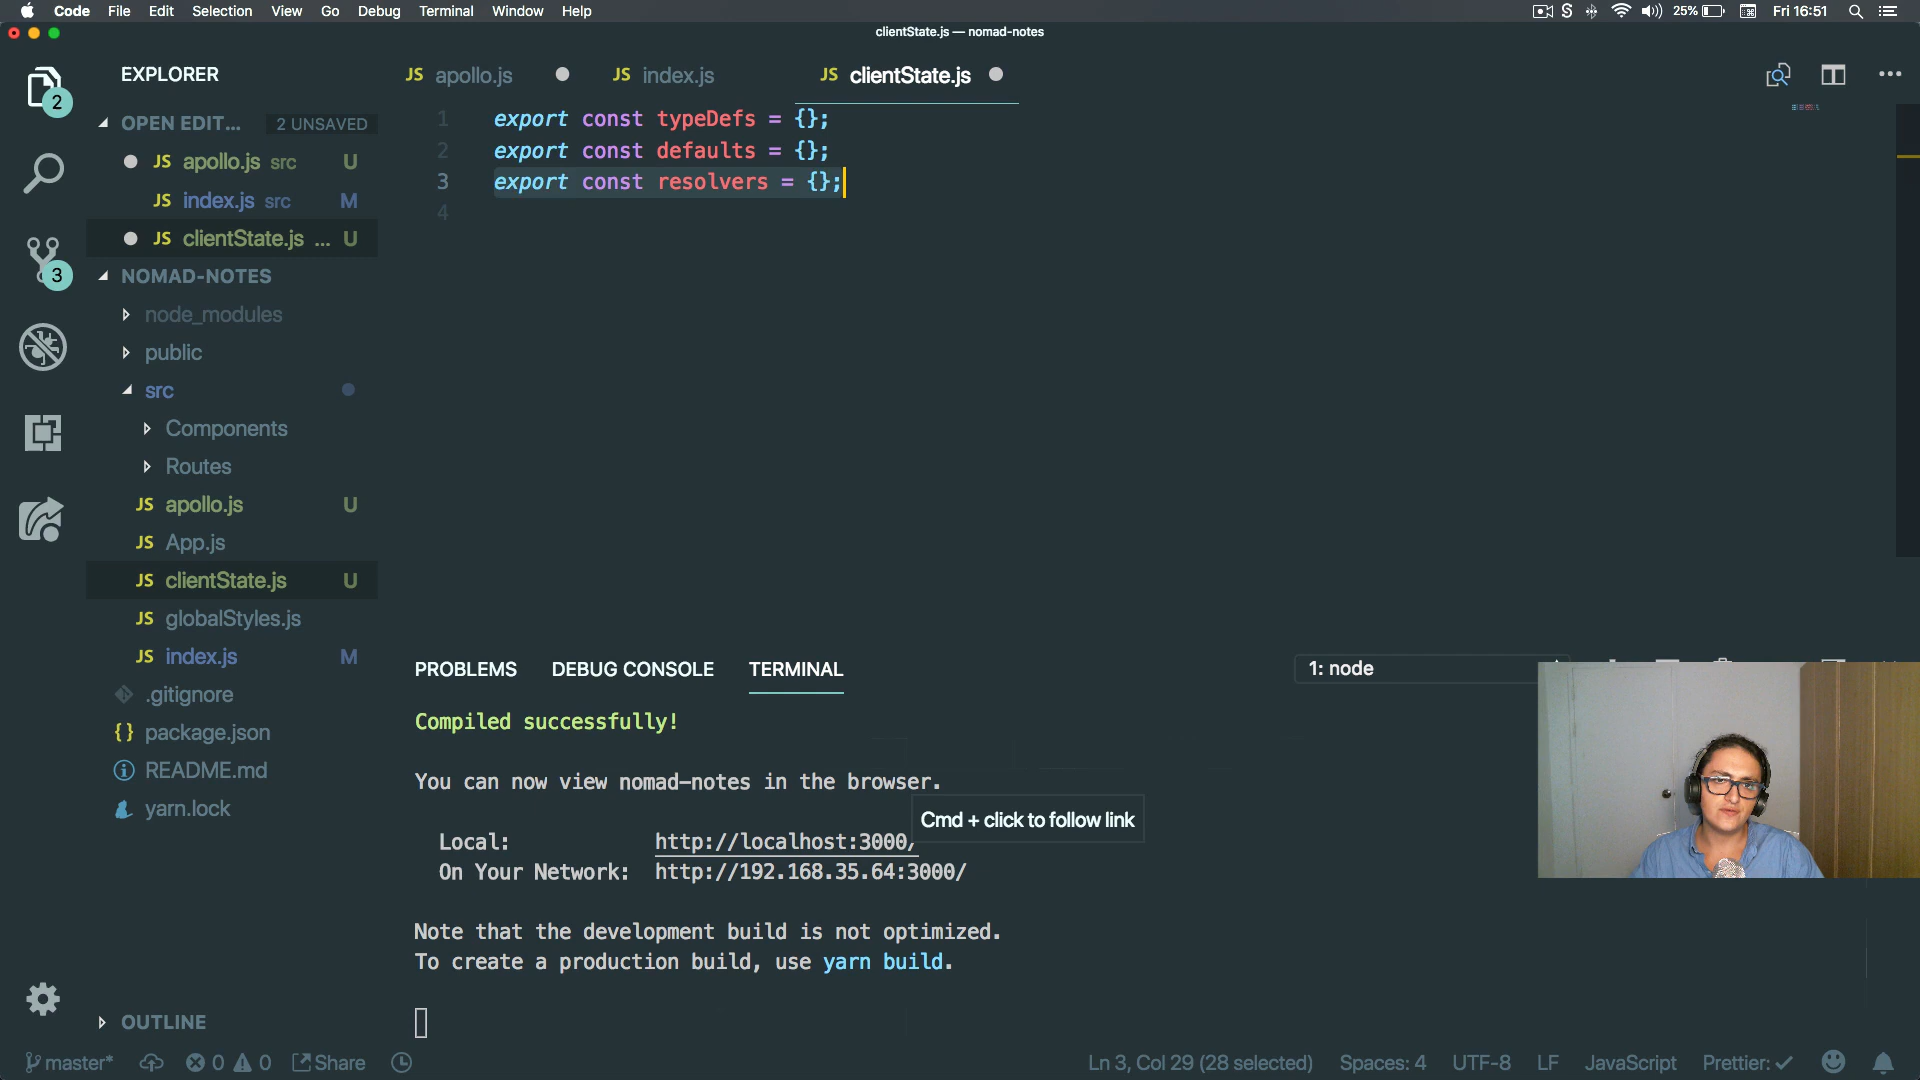 Code File Edit Selection View Go Debug Terminal Window Help 25% Fri 16:51
clientState.js — nomad-notes
EXPLORER
OPEN EDIT... 2 UNSAVED
JS apollo.js src U
JS index.js src M
JS clientState.js ... U
NOMAD-NOTES
node_modules
public
src
Components
Routes
JS apollo.js U
JS App.js
JS clientState.js U
JS globalStyles.js
JS index.js M
.gitignore
{} package.json
README.md
yarn.lock
OUTLINE
2
3
JS apollo.js JS index.js JS clientState.js
1 export const typeDefs = {};
2 export const defaults = {};
3 export const resolvers = {};
4
PROBLEMS DEBUG CONSOLE TERMINAL 1: node
Compiled successfully!
You can now view nomad-notes in the browser.
Cmd + click to follow link
Local: http://localhost:3000/
On Your Network: http://192.168.35.64:3000/
Note that the development build is not optimized.
To create a production build, use yarn build.
master* 0 0 Share Ln 3, Col 29 (28 selected) Spaces: 4 UTF-8 LF JavaScript Prettier: ✓